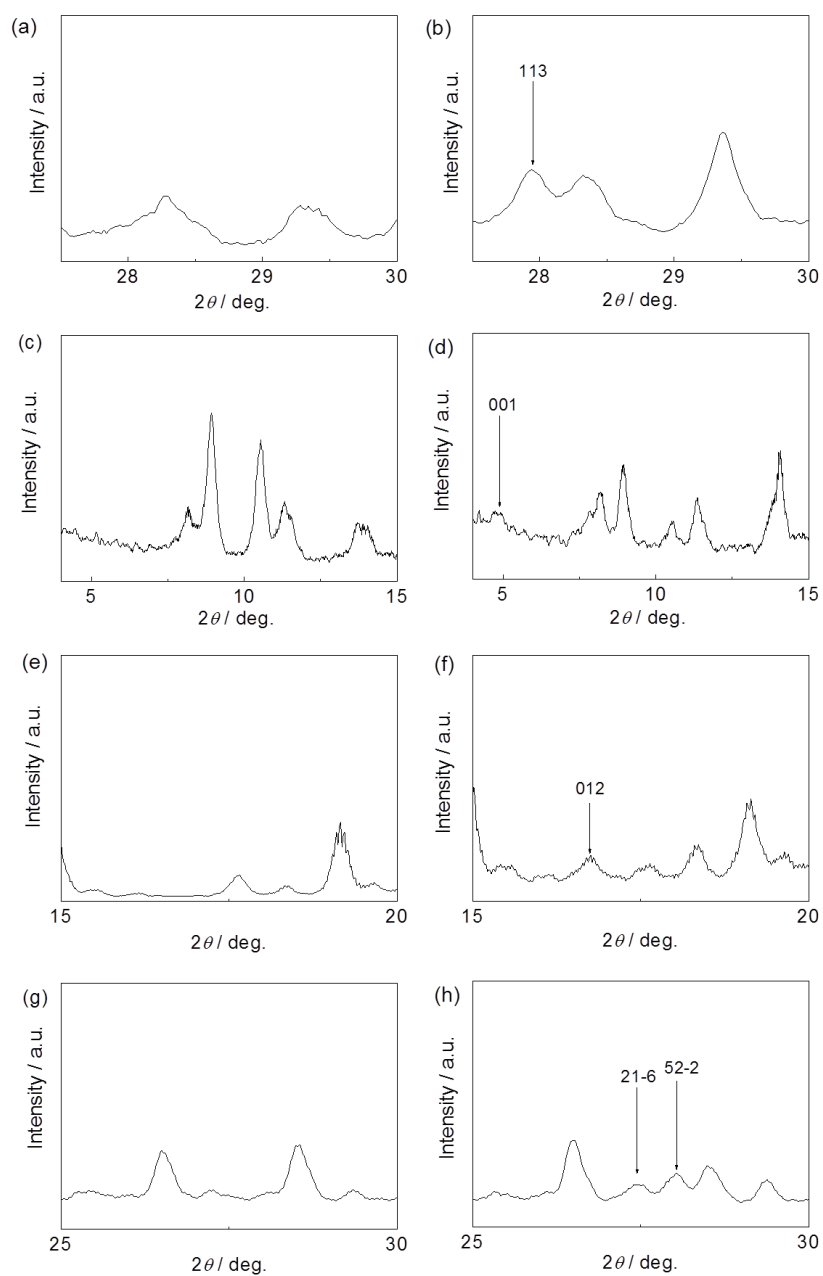 (a)
Intensity / a.u.
28
29
30
2θ / deg.
(b)
Intensity / a.u.
113
28
29
30
2θ / deg.
(c)
Intensity / a.u.
5
10
15
2θ / deg.
(d)
Intensity / a.u.
001
5
10
15
2θ / deg.
(e)
Intensity / a.u.
15
20
2θ / deg.
(f)
Intensity / a.u.
012
15
20
2θ / deg.
(g)
Intensity / a.u.
25
30
2θ / deg.
(h)
Intensity / a.u.
21-6
52-2
25
30
2θ / deg.